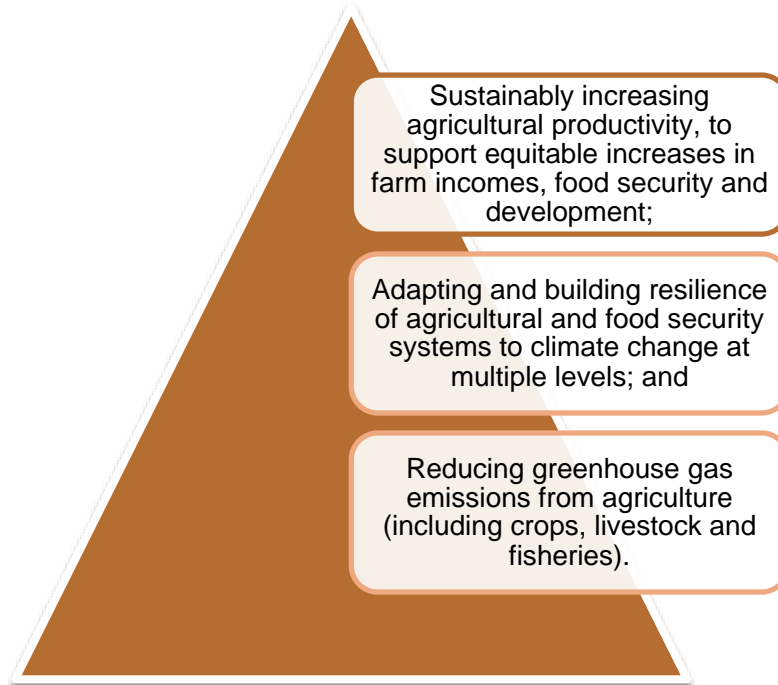 Sustainably increasing
agricultural productivity, to
support equitable increases in
farm incomes, food security and
development;
Adapting and building resilience
of agricultural and food security
systems to climate change at
multiple levels; and
Reducing greenhouse gas
emissions from agriculture
(including crops, livestock and
fisheries).